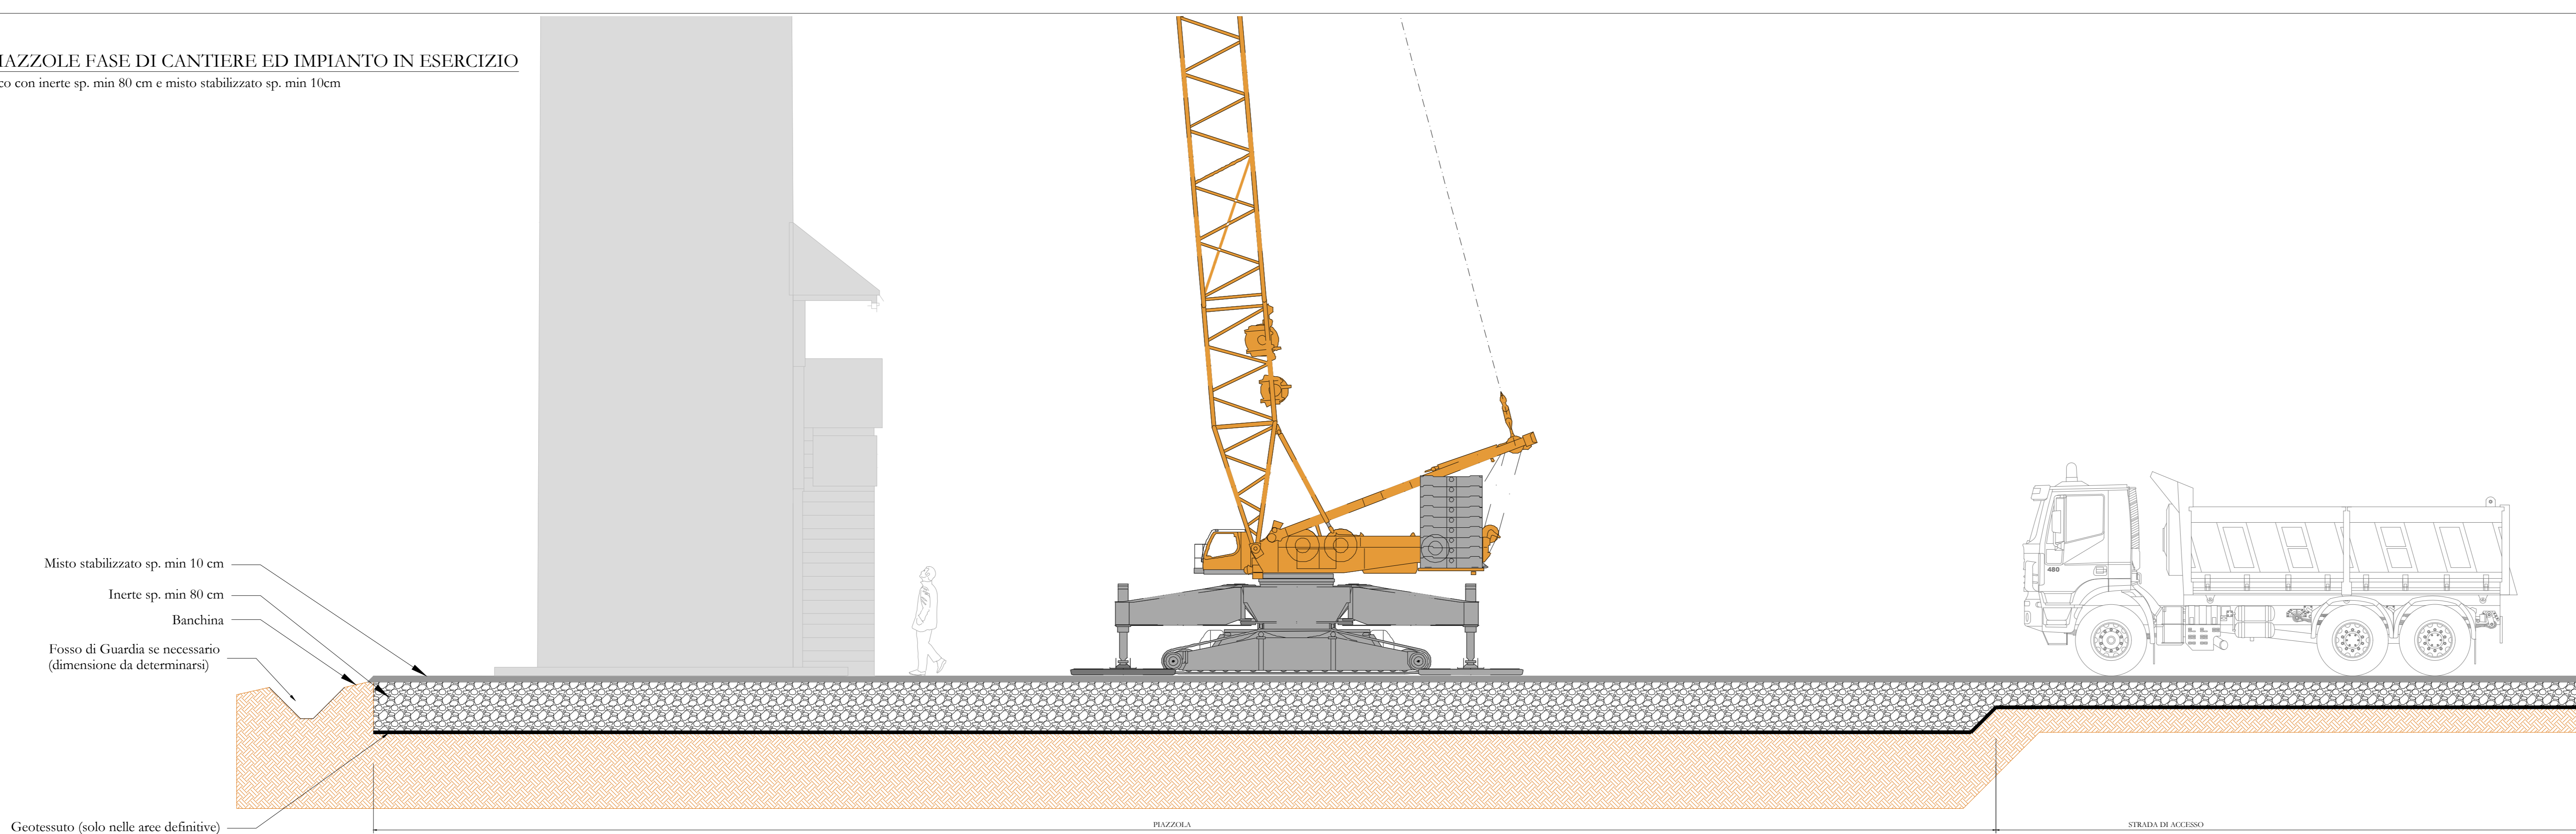 IAZZOLE FASE DI CANTIERE ED IMPIANTO IN ESERCIZIO
co con inerte sp. min 80 cm e misto stabilizzato sp. min 10cm
Misto stabilizzato sp. min 10 cm
Inerte sp. min 80 cm
Banchina
Fosso di Guardia se necessario
(dimensione da determinarsi)
Geotessuto (solo nelle aree definitive)
480
PIAZZOLA
STRADA DI ACCESSO